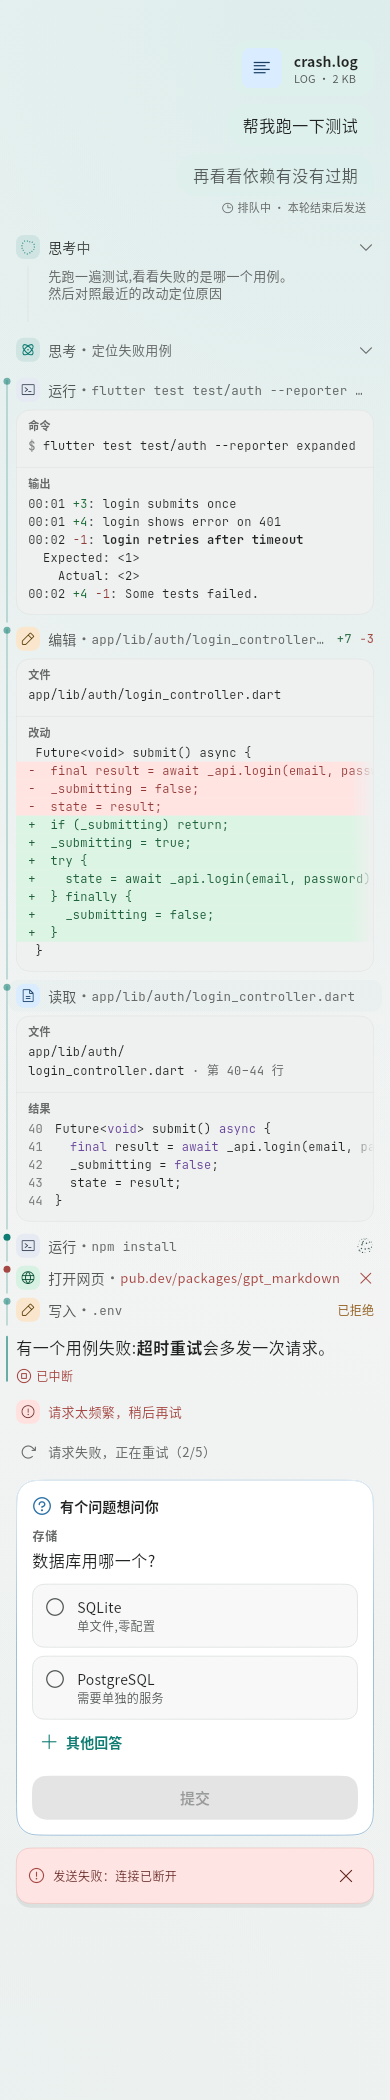 crash.log
LOG · 2 KB
帮我跑一下测试
再看看依赖有没有过期
排队中 · 本轮结束后发送
思考中
先跑一遍测试,看看失败的是哪一个用例。
然后对照最近的改动定位原因
思考 · 定位失败用例
运行 · flutter test test/auth --reporter …
命令
$ flutter test test/auth --reporter expanded
输出
00:01 +3: login submits once
00:01 +4: login shows error on 401
00:02 -1: login retries after timeout
Expected: <1>
Actual: <2>
00:02 +4 -1: Some tests failed.
编辑 · app/lib/auth/login_controller… +7 -3
文件
app/lib/auth/login_controller.dart
改动
Future<void> submit() async {
- final result = await _api.login(email, pass
- _submitting = false;
- state = result;
+ if (_submitting) return;
+ _submitting = true;
+ try {
+ state = await _api.login(email, password)
+ } finally {
+ _submitting = false;
+ }
}
读取 · app/lib/auth/login_controller.dart
文件
app/lib/auth/
login_controller.dart · 第 40–44 行
结果
40 Future<void> submit() async {
41 final result = await _api.login(email, pa
42 _submitting = false;
43 state = result;
44 }
运行 · npm install
打开网页 · pub.dev/packages/gpt_markdown
写入 · .env 已拒绝
有一个用例失败:超时重试会多发一次请求。
已中断
请求太频繁，稍后再试
请求失败，正在重试（2/5）
有个问题想问你
存储
数据库用哪一个?
SQLite
单文件,零配置
PostgreSQL
需要单独的服务
其他回答
提交
发送失败：连接已断开